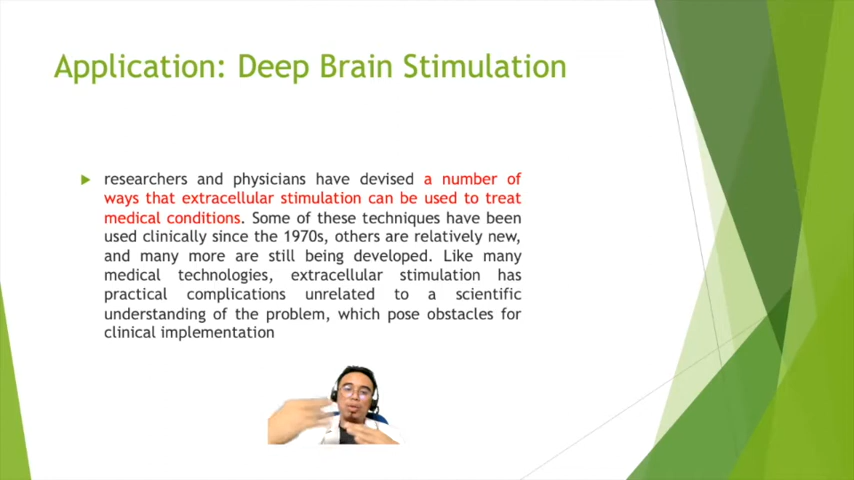 Application: Deep Brain Stimulation
researchers and physicians have devised a number of
ways that extracellular stimulation can be used to treat
medical conditions. Some of these techniques have been
used clinically since the 1970s, others are relatively new,
and many more are still being developed. Like many
medical technologies, extracellular stimulation has
practical complications unrelated to a scientific
understanding of the problem, which pose obstacles for
clinical implementation